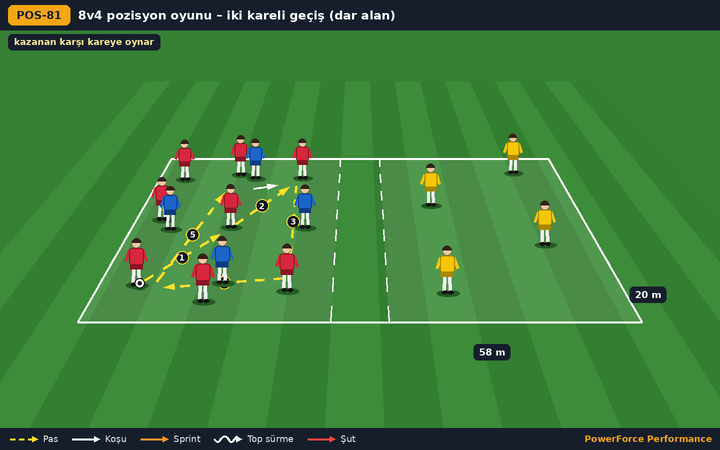 POS-81 8v4 pozisyon oyunu – iki kareli geçiş (dar alan)
kazanan karşı kareye oynar
5
2
3
1
20 m
58 m
Pas Koşu Sprint Top sürme Şut PowerForce Performance